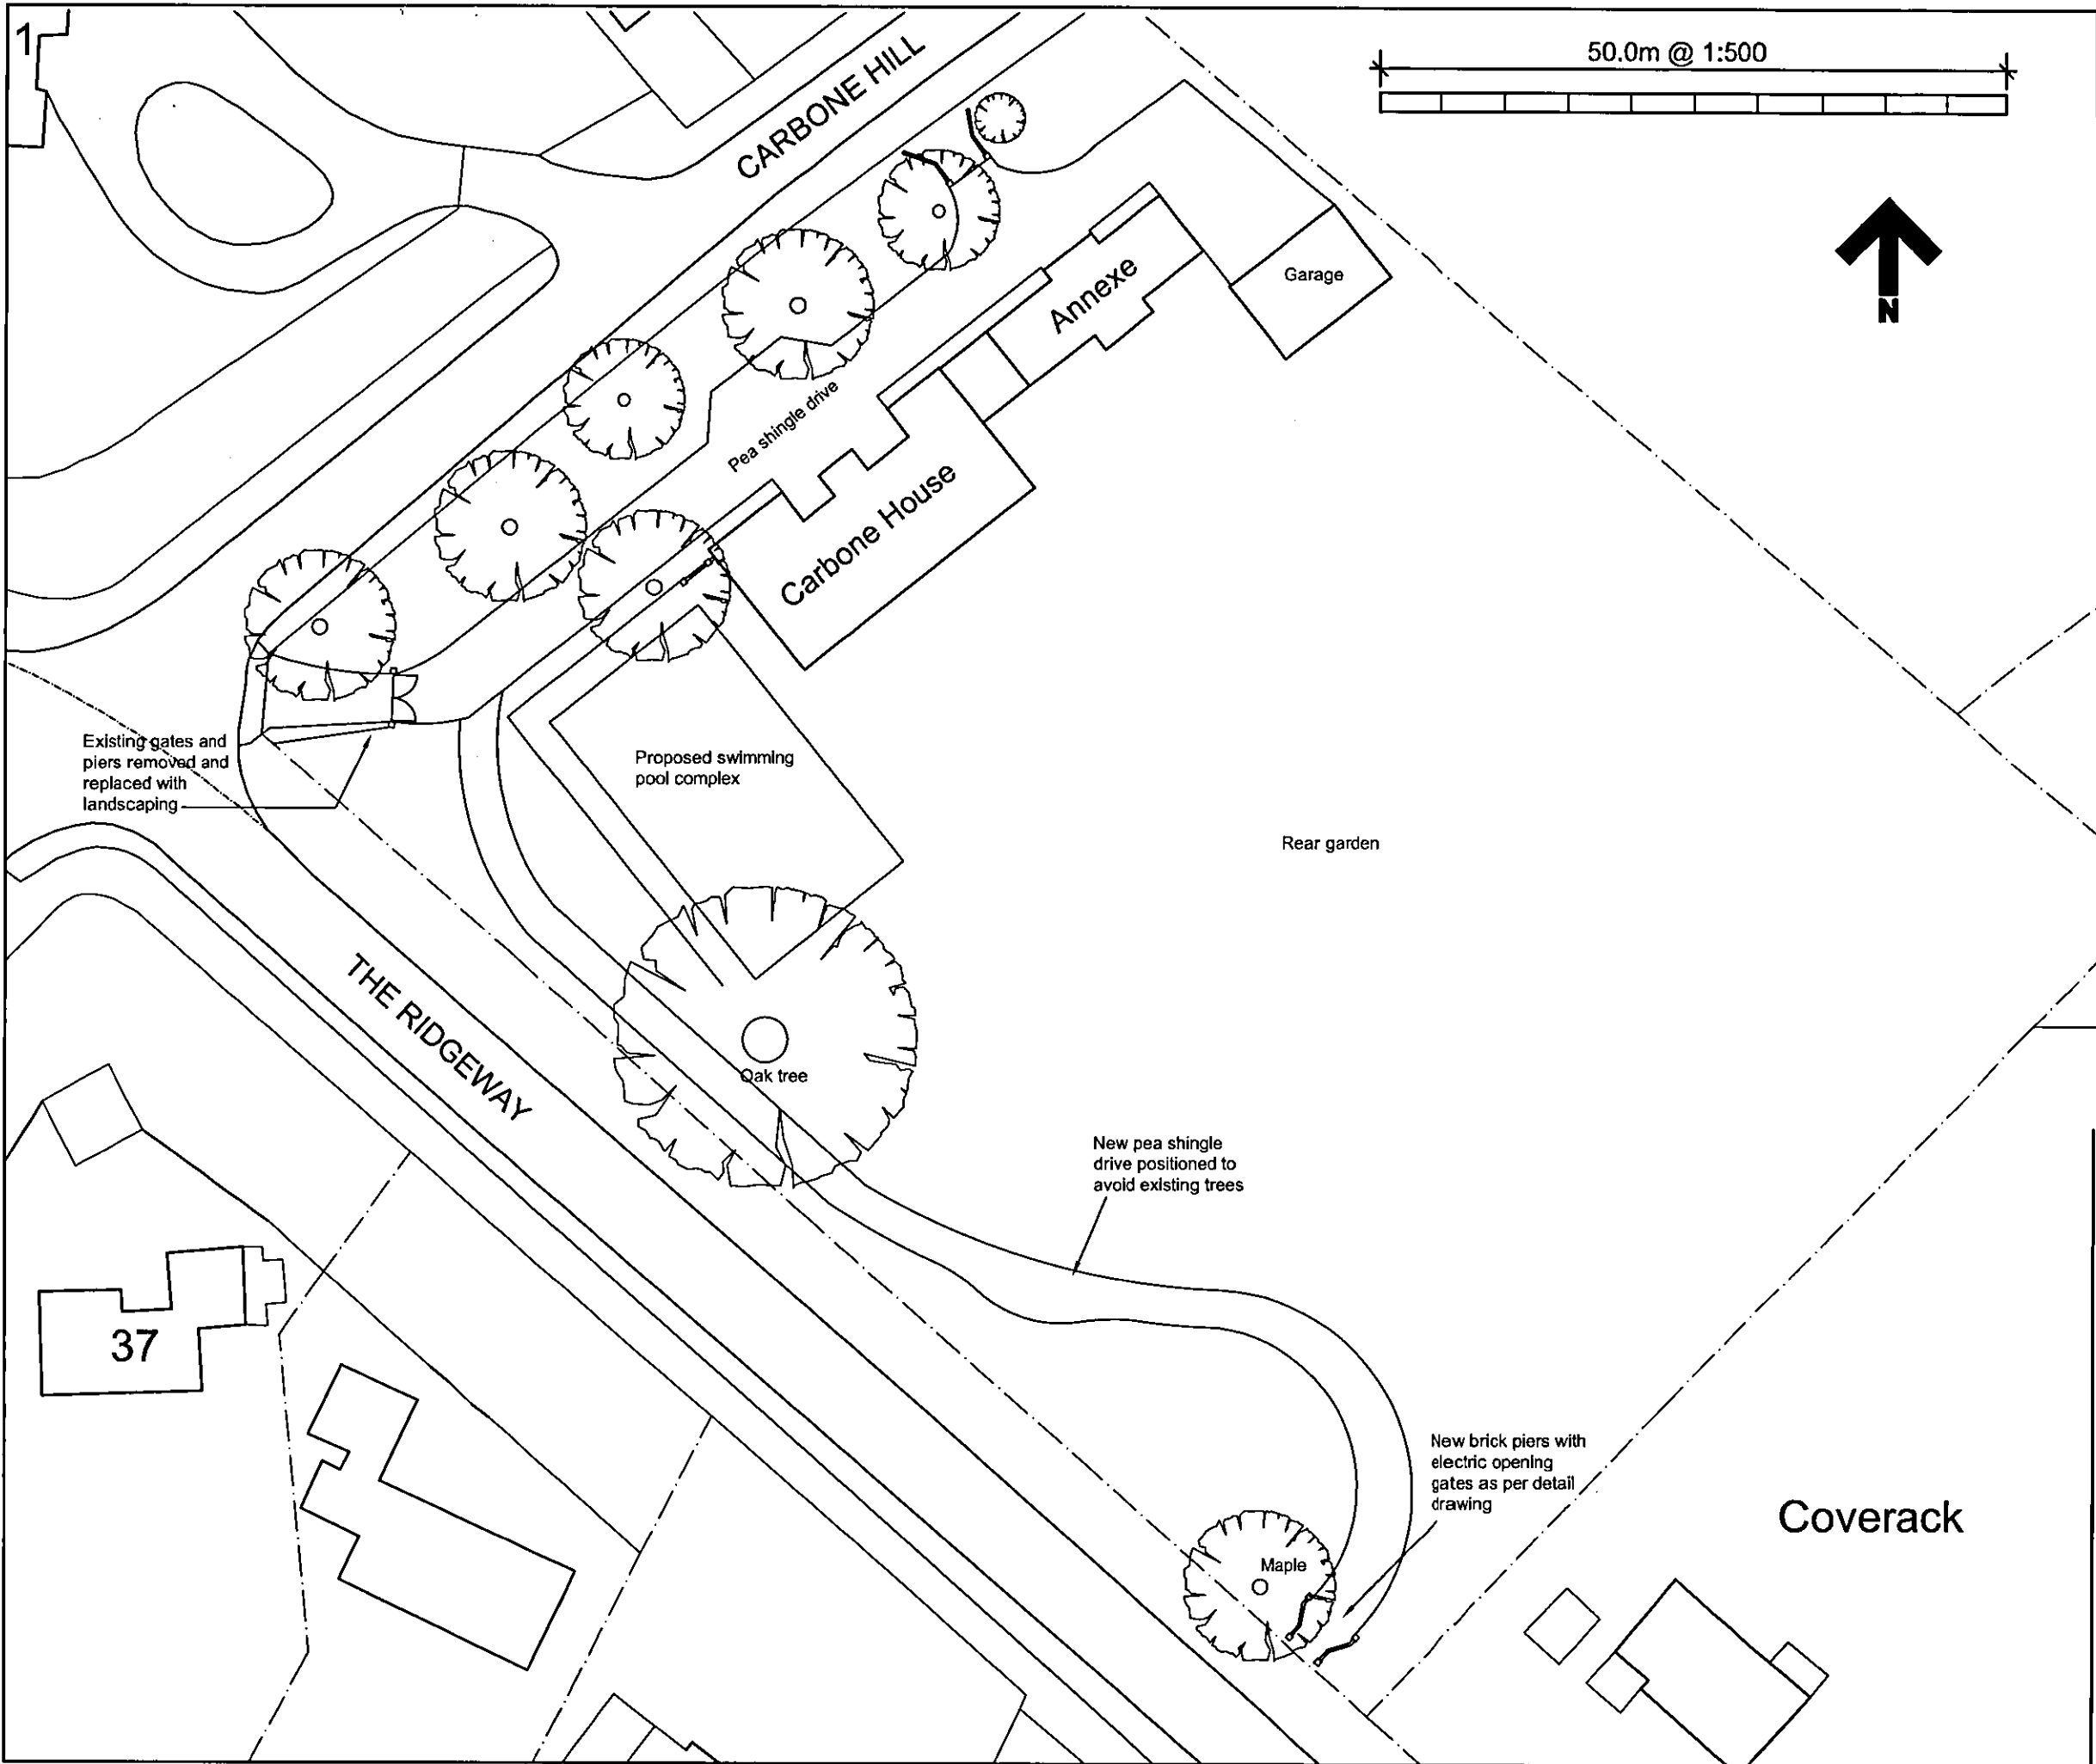 1
50.0m @ 1:500
CARBONE HILL
N
Garage
Annexe
Pea shingle drive
Carbone House
Existing gates and
piers removed and
replaced with
landscaping
Proposed swimming
pool complex
Rear garden
THE RIDGEWAY
Oak tree
New pea shingle
drive positioned to
avoid existing trees
37
New brick piers with
electric opening
gates as per detail
drawing
Maple
Coverack